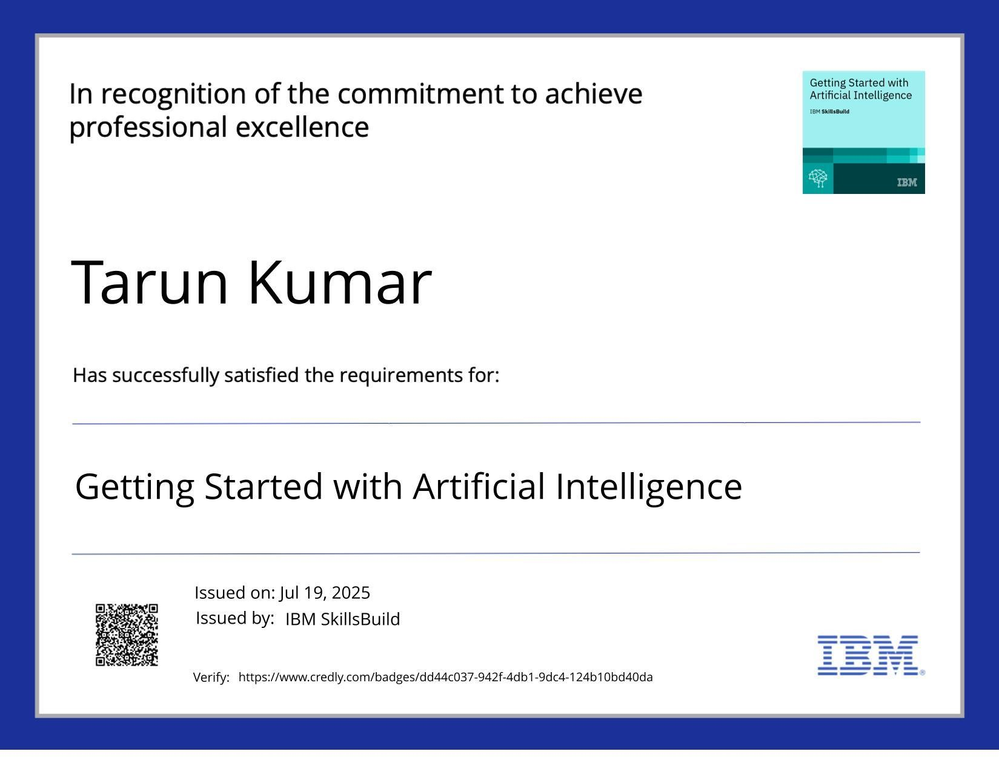 In recognition of the commitment to achieve
professional excellence
Getting Started with
Artificial Intelligence
IBM SkillsBuild
IBM
Tarun Kumar
Has successfully satisfied the requirements for:
Getting Started with Artificial Intelligence
Issued on: Jul 19, 2025
Issued by: IBM SkillsBuild
Verify: https://www.credly.com/badges/dd44c037-942f-4db1-9dc4-124b10bd40da
IBM®